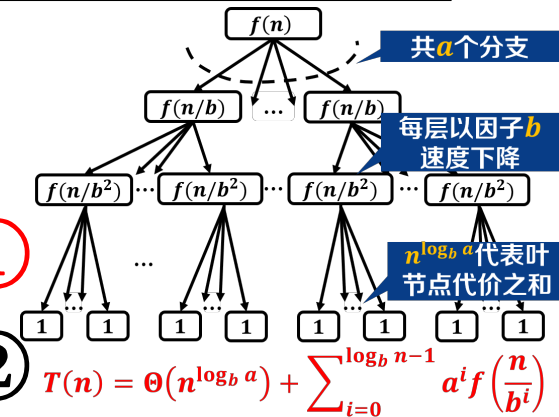 f(n)
共a个分支
f(n/b) ... f(n/b)
每层以因子b
速度下降
f(n/b²) ... f(n/b²) ... f(n/b²) ... f(n/b²)
n^{log_b a}代表叶
节点代价之和
...
... ... ... ...
1 1 1 1 1 1 1 1
2
T(n) = Θ(n^{log_b a}) + ∑_{i=0}^{log_b n−1} a^i f(n/b^i)